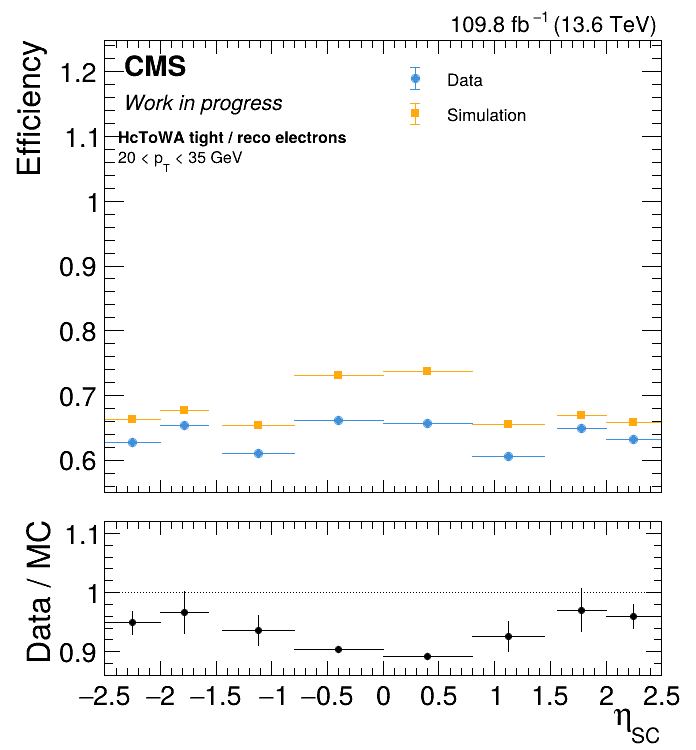 109.8 fb⁻¹ (13.6 TeV)
CMS
Work in progress
HcToWA tight / reco electrons
20 < p_T < 35 GeV
Data
Simulation
Efficiency
1.2
1.1
1
0.9
0.8
0.7
0.6
Data / MC
1.1
1
0.9
−2.5 −2 −1.5 −1 −0.5 0 0.5 1 1.5 2 2.5
η_SC